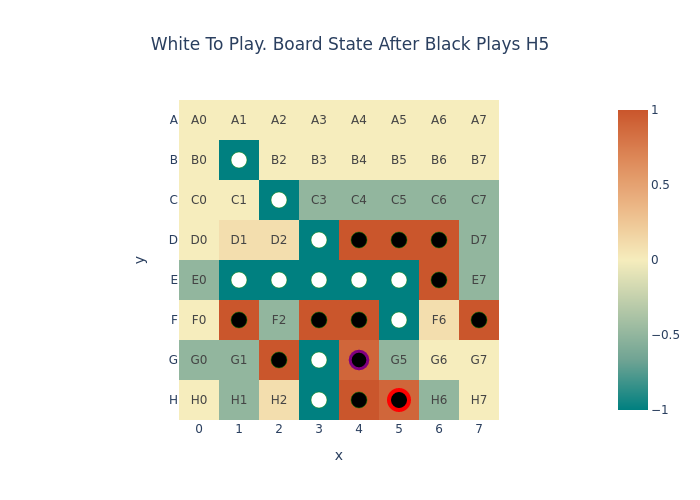 White To Play. Board State After Black Plays H5
A A0 A1 A2 A3 A4 A5 A6 A7
B B0 B2 B3 B4 B5 B6 B7
C C0 C1 C3 C4 C5 C6 C7
D D0 D1 D2 D7
E E0 E7
F F0 F2 F6
G G0 G1 G5 G6 G7
H H0 H1 H2 H6 H7
0 1 2 3 4 5 6 7
x
y
1
0.5
0
−0.5
−1